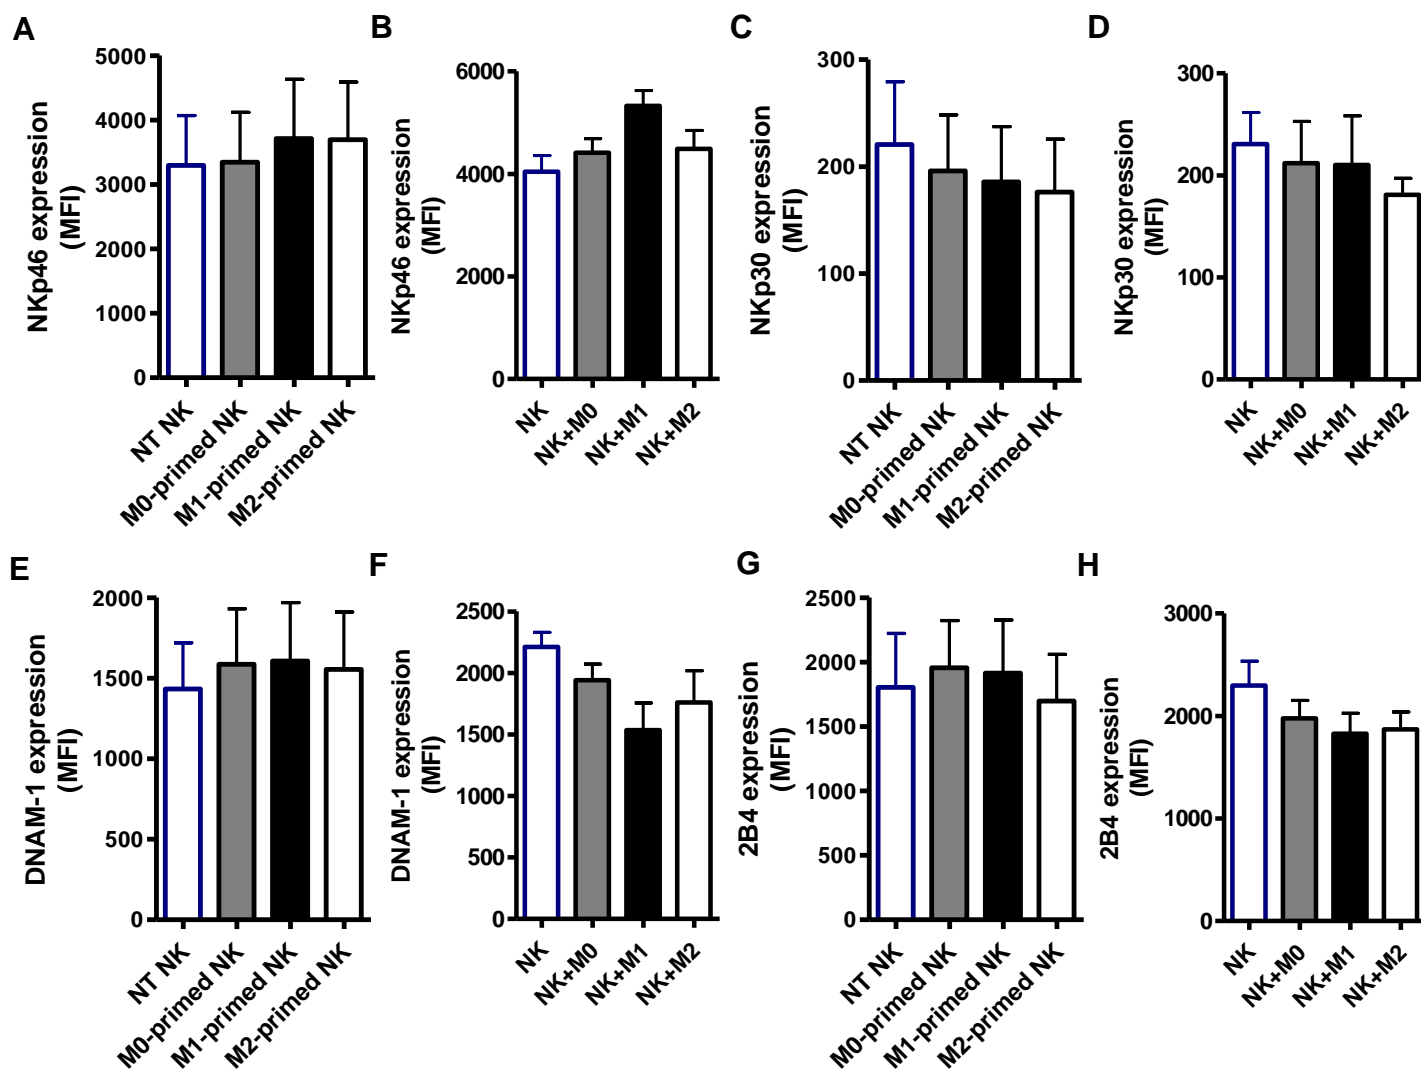 A
NKp46 expression
(MFI)
5000
4000
3000
2000
1000
0
NT NK
M0-primed NK
M1-primed NK
M2-primed NK
B
NKp46 expression
(MFI)
6000
4000
2000
0
NK
NK+M0
NK+M1
NK+M2
C
NKp30 expression
(MFI)
300
200
100
0
NT NK
M0-primed NK
M1-primed NK
M2-primed NK
D
NKp30 expression
(MFI)
300
200
100
0
NK
NK+M0
NK+M1
NK+M2
E
DNAM-1 expression
(MFI)
2000
1500
1000
500
0
NT NK
M0-primed NK
M1-primed NK
M2-primed NK
F
DNAM-1 expression
(MFI)
2500
2000
1500
1000
500
0
NK
NK+M0
NK+M1
NK+M2
G
2B4 expression
(MFI)
2500
2000
1500
1000
500
0
NT NK
M0-primed NK
M1-primed NK
M2-primed NK
H
2B4 expression
(MFI)
3000
2000
1000
0
NK
NK+M0
NK+M1
NK+M2